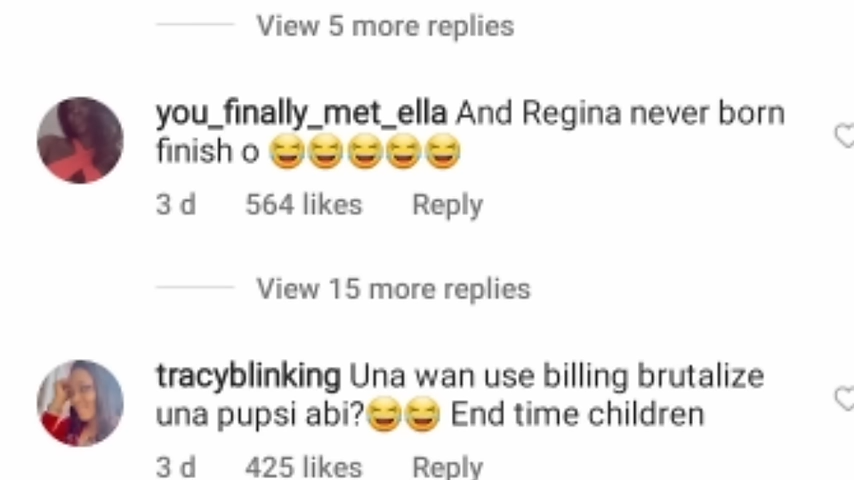 View 5 more replies
you_finally_met_ella And Regina never born
finish o 😂😂😂😂😂
3 d 564 likes Reply
View 15 more replies
tracyblinking Una wan use billing brutalize
una pupsi abi?😂😂 End time children
3 d 425 likes Reply